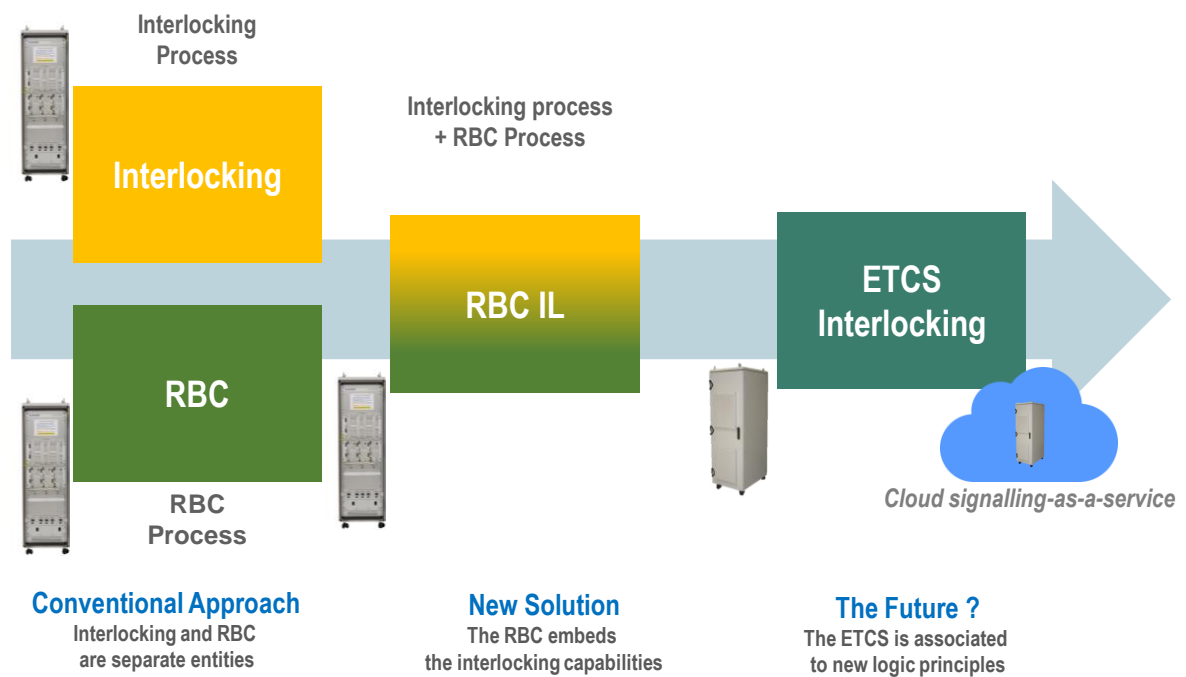 Interlocking
Process
Interlocking
RBC
RBC
Process
Interlocking process
+ RBC Process
RBC IL
ETCS
Interlocking
Cloud signalling-as-a-service
Conventional Approach
Interlocking and RBC
are separate entities
New Solution
The RBC embeds
the interlocking capabilities
The Future ?
The ETCS is associated
to new logic principles